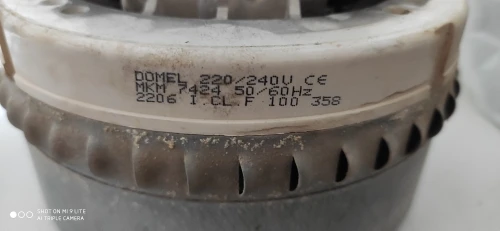 DOMEL 220/240V CE
MKM 7424 50/60Hz
2206 I CL.F 100 358
SHOT ON MI 9 LITE
AI TRIPLE CAMERA